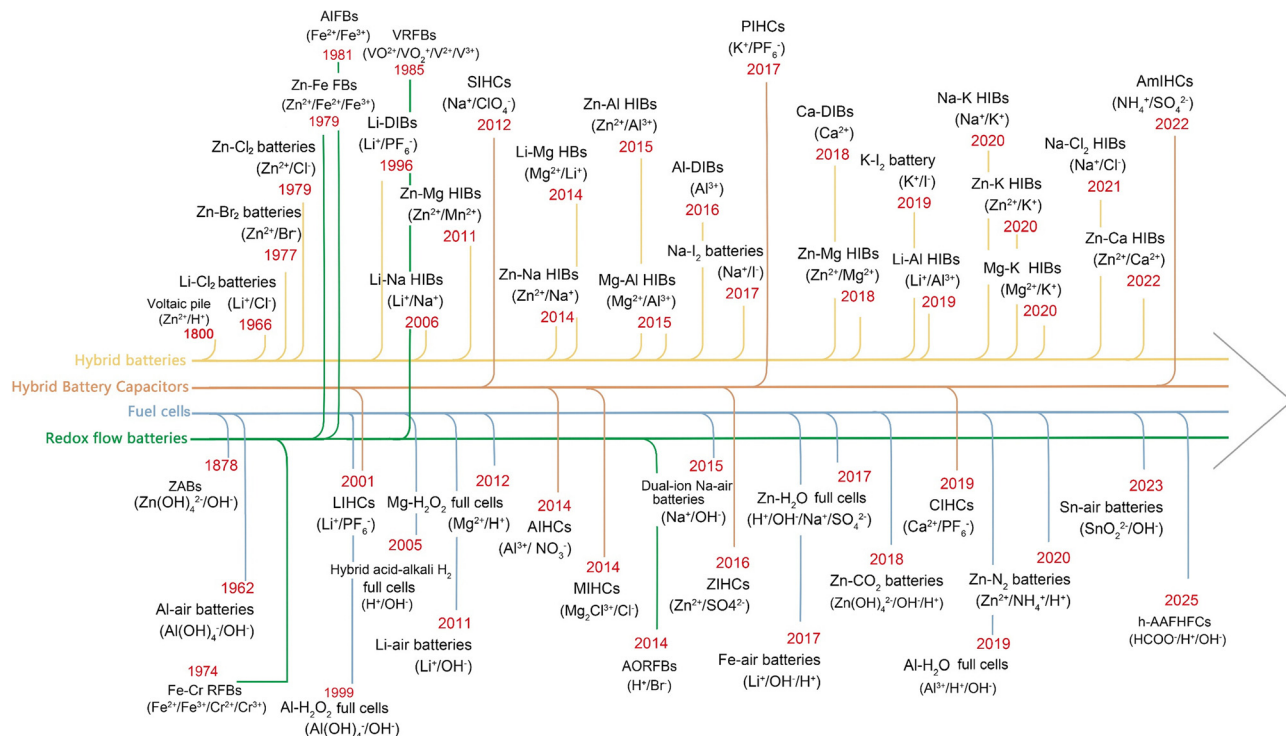 AIFBs
(Fe²⁺/Fe³⁺)
1981
Zn-Fe FBs
(Zn²⁺/Fe²⁺/Fe³⁺)
1979
VRFBs
(VO²⁺/VO₂⁺/V²⁺/V³⁺)
1985
Li-DIBs
(Li⁺/PF₆⁻)
1996
SIHCs
(Na⁺/ClO₄⁻)
2012
PIHCs
(K⁺/PF₆⁻)
2017
AmIHCs
(NH₄⁺/SO₄²⁻)
2022
Zn-Cl₂ batteries
(Zn²⁺/Cl⁻)
1979
Zn-Br₂ batteries
(Zn²⁺/Br⁻)
1977
Li-Cl₂ batteries
(Li⁺/Cl⁻)
1966
Voltaic pile
(Zn²⁺/H⁺)
1800
Zn-Mg HIBs
(Zn²⁺/Mn²⁺)
2011
Li-Na HIBs
(Li⁺/Na⁺)
2006
Li-Mg HBs
(Mg²⁺/Li⁺)
2014
Zn-Na HIBs
(Zn²⁺/Na⁺)
2014
Zn-Al HIBs
(Zn²⁺/Al³⁺)
2015
Mg-Al HIBs
(Mg²⁺/Al³⁺)
2015
Al-DIBs
(Al³⁺)
2016
Na-I₂ batteries
(Na⁺/I⁻)
2017
Ca-DIBs
(Ca²⁺)
2018
Zn-Mg HIBs
(Zn²⁺/Mg²⁺)
2018
K-I₂ battery
(K⁺/I⁻)
2019
Li-Al HIBs
(Li⁺/Al³⁺)
2019
Na-K HIBs
(Na⁺/K⁺)
2020
Zn-K HIBs
(Zn²⁺/K⁺)
2020
Mg-K HIBs
(Mg²⁺/K⁺)
2020
Na-Cl₂ HIBs
(Na⁺/Cl⁻)
2021
Zn-Ca HIBs
(Zn²⁺/Ca²⁺)
2022
Hybrid batteries
Hybrid Battery Capacitors
Fuel cells
Redox flow batteries
1878
ZABs
(Zn(OH)₄²⁻/OH⁻)
1962
Al-air batteries
(Al(OH)₄⁻/OH⁻)
1974
Fe-Cr RFBs
(Fe²⁺/Fe³⁺/Cr²⁺/Cr³⁺)
2001
LIHCs
(Li⁺/PF₆⁻)
1999
Al-H₂O₂ full cells
(Al(OH)₄⁻/OH⁻)
2012
Mg-H₂O₂ full cells
(Mg²⁺/H⁺)
2005
Hybrid acid-alkali H₂
full cells
(H⁺/OH⁻)
2011
Li-air batteries
(Li⁺/OH⁻)
2014
AIHCs
(Al³⁺/ NO₃⁻)
2014
MIHCs
(Mg₂Cl³⁺/Cl⁻)
2014
AORFBs
(H⁺/Br⁻)
2015
Dual-ion Na-air
batteries
(Na⁺/OH⁻)
2016
ZIHCs
(Zn²⁺/SO4²⁻)
2017
Zn-H₂O full cells
(H⁺/OH⁻/Na⁺/SO₄²⁻)
2017
Fe-air batteries
(Li⁺/OH⁻/H⁺)
2018
Zn-CO₂ batteries
(Zn(OH)₄²⁻/OH⁻/H⁺)
2019
CIHCs
(Ca²⁺/PF₆⁻)
2020
Zn-N₂ batteries
(Zn²⁺/NH₄⁺/H⁺)
2019
Al-H₂O full cells
(Al³⁺/H⁺/OH⁻)
2023
Sn-air batteries
(SnO₂²⁻/OH⁻)
2025
h-AAFHFCs
(HCOO⁻/H⁺/OH⁻)